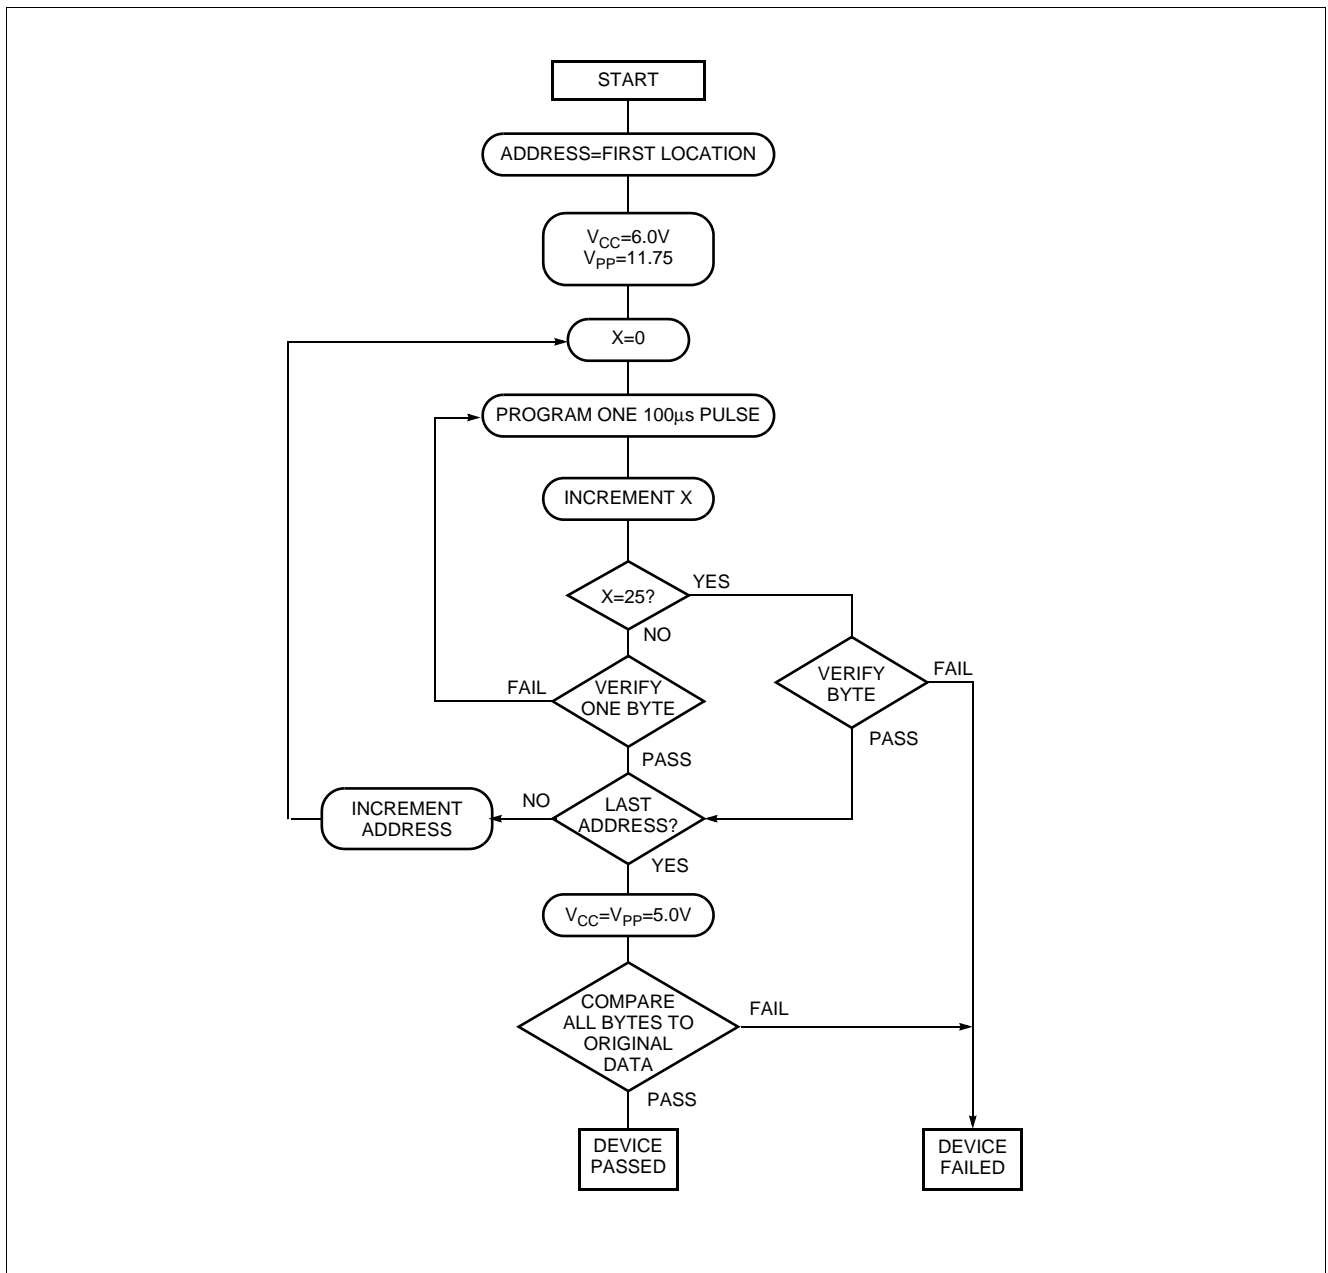 START
ADDRESS=FIRST LOCATION
VCC=6.0V
VPP=11.75
X=0
PROGRAM ONE 100μs PULSE
INCREMENT X
X=25?
YES
NO
VERIFY
BYTE
FAIL
PASS
FAIL
VERIFY
ONE BYTE
PASS
INCREMENT
ADDRESS
NO
LAST
ADDRESS?
YES
VCC=VPP=5.0V
COMPARE
ALL BYTES TO
ORIGINAL
DATA
FAIL
PASS
DEVICE
PASSED
DEVICE
FAILED